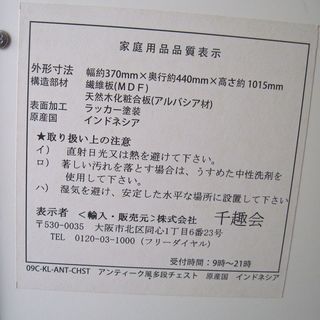 家庭用品品質表示
外形寸法 幅約370mm×奥行約440mm×高さ約1015mm
構造部材 繊維板(MDF)
天然木化粧合板(アルバシア材)
表面加工 ラッカー塗装
原産国 インドネシア
★取り扱い上の注意
イ) 直射日光又は熱を避けて下さい。
ロ) 著しい汚れを落とす場合は、うすめた中性洗剤を
使用して下さい。
ハ) 湿気を避け、安定した水平な場所に設置して下さい
表示者 <輸入・販売元>株式会社 千趣会
〒530-0035 大阪市北区同心1丁目6番23号
TEL 0120-03-1000(フリーダイヤル)
受付時間:9時〜21時
09C-KL-ANT-CHST アンティーク風多段チェスト 原産国 インドネシア